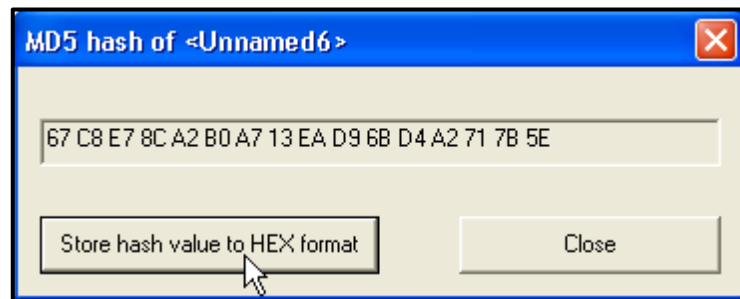 MD5 hash of <Unnamed6>
67 C8 E7 8C A2 B0 A7 13 EA D9 6B D4 A2 71 7B 5E
Store hash value to HEX format
Close